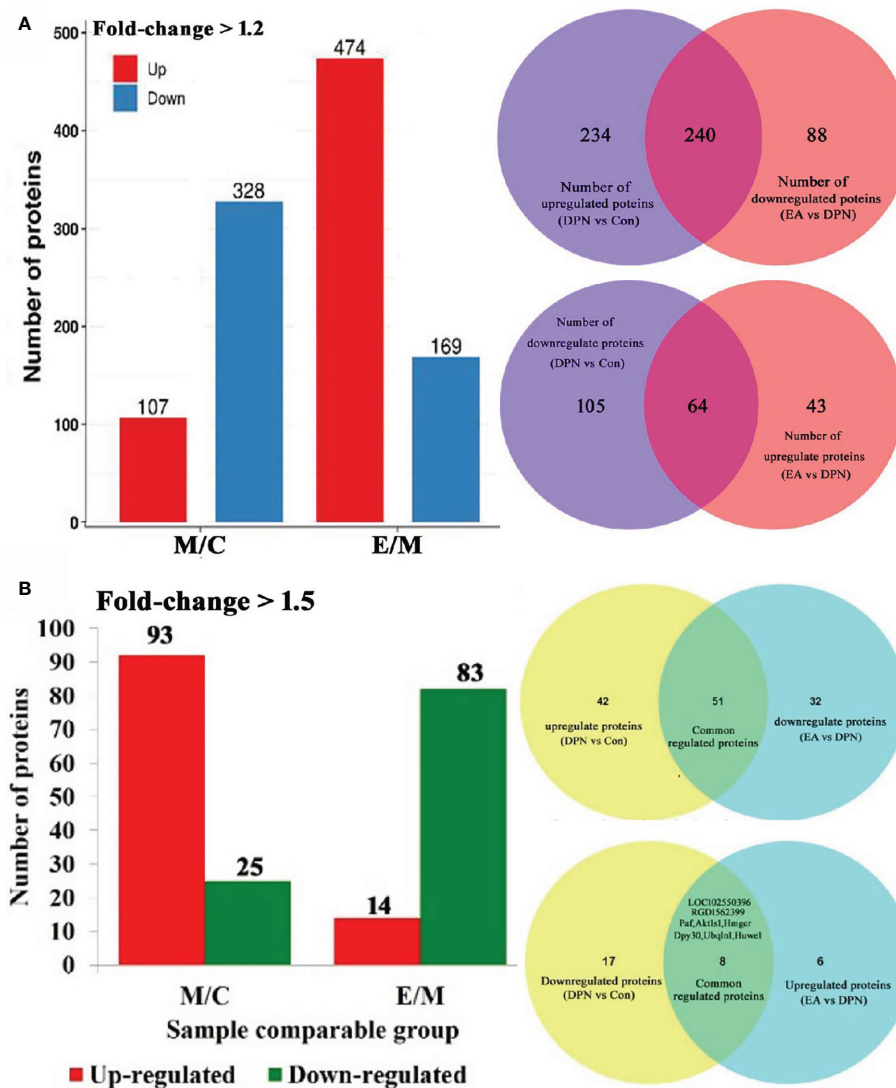 A
Fold-change > 1.2
Up
Down
Number of proteins
500
400
300
200
100
0
107
328
474
169
M/C
E/M
234
Number of
upregulated poteins
(DPN vs Con)
240
88
Number of
downregulated poteins
(EA vs DPN)
Number of
downregulate proteins
(DPN vs Con)
105
64
43
Number of
upregulate proteins
(EA vs DPN)
B
Fold-change > 1.5
Number of proteins
100
90
80
70
60
50
40
30
20
10
0
93
25
14
83
M/C
E/M
Sample comparable group
Up-regulated
Down-regulated
42
upregulate proteins
(DPN vs Con)
51
Common
regulated proteins
32
downregulate proteins
(EA vs DPN)
17
Downregulated proteins
(DPN vs Con)
LOC102550396
RGD1562399
Paf,Akt1s1,Hmgcr
Dpy30,Ubqln1,Huwe1
8
Common
regulated proteins
6
Upregulated proteins
(EA vs DPN)